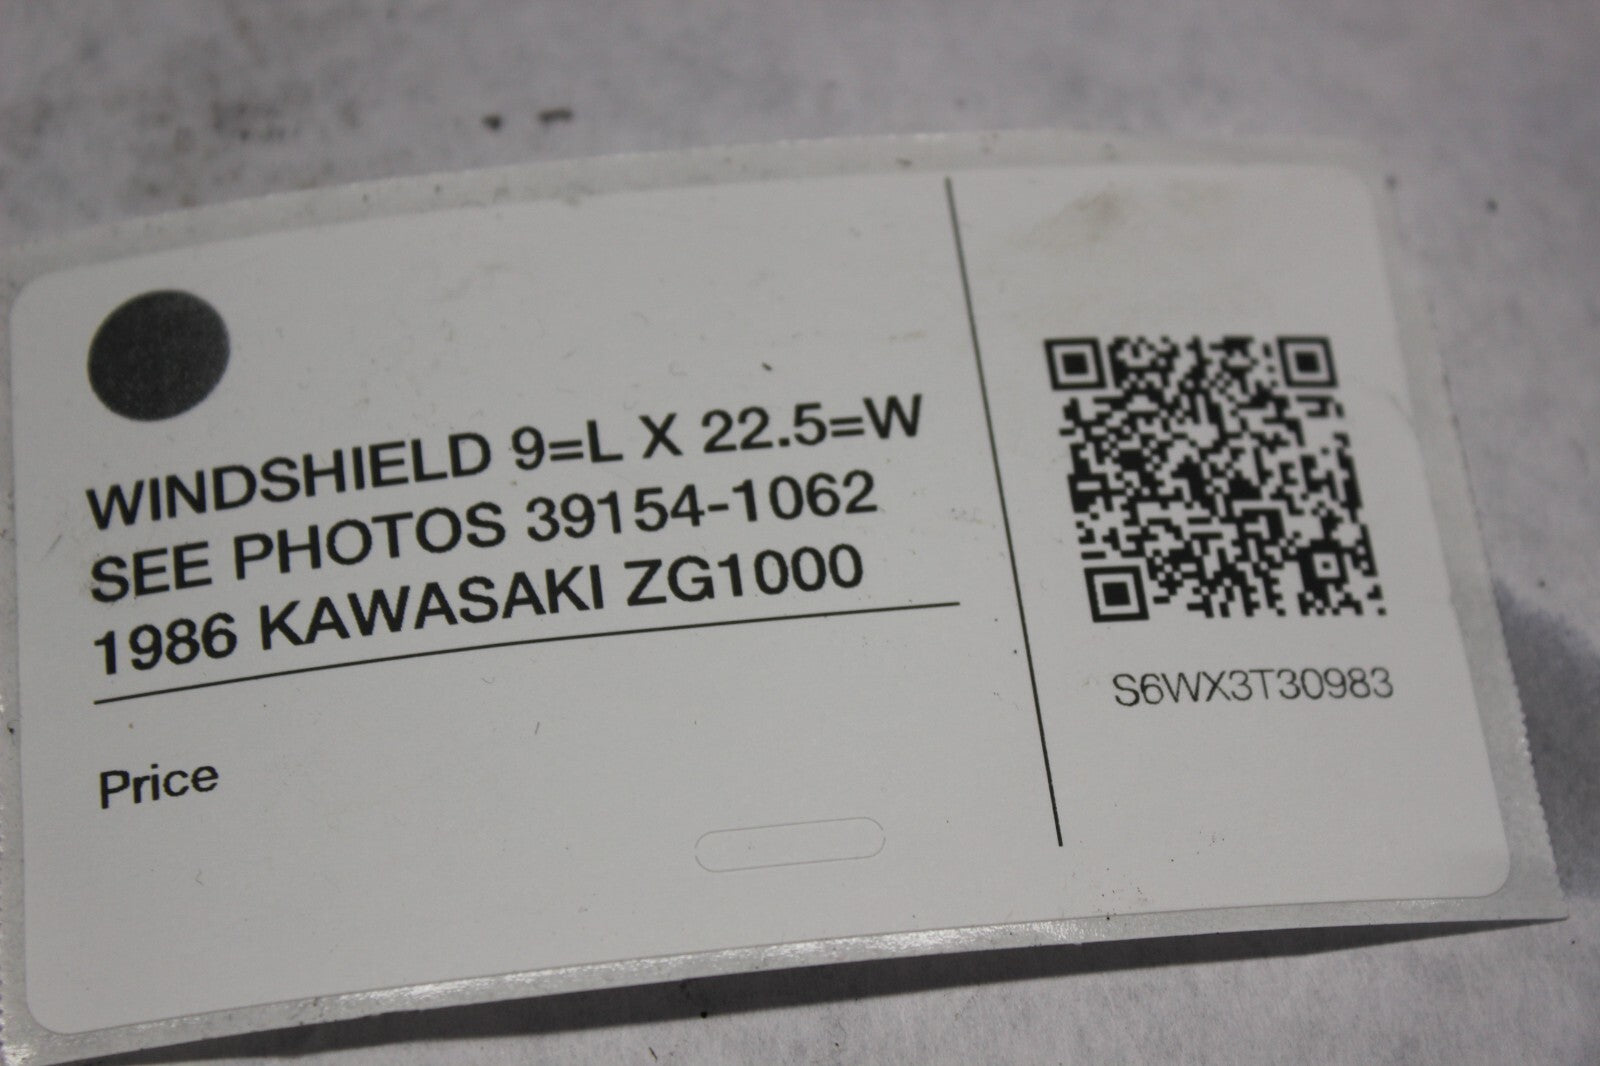 WINDSHIELD 9=L X 22.5=W
SEE PHOTOS 39154-1062
1986 KAWASAKI ZG1000
Price
S6WX3T30983